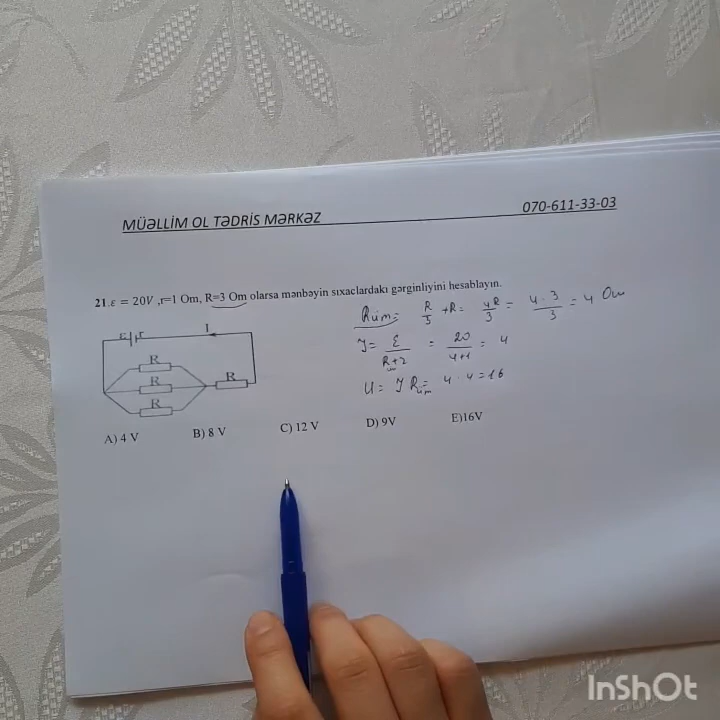 MÜƏLLİM OL TƏDRİS MƏRKƏZ 070-611-33-03
21.ε = 20V ,r=1 Om, R=3 Om olarsa mənbəyin sıxaclardakı gərginliyini hesablayın.
Rüm= R/3 +R= 4R/3 = 4·3/3 = 4 Om
I= ε/Rüm+r = 20/4+1 = 4
U= I Rüm= 4·4=16
ε r I
R
R R
R
A) 4 V B) 8 V C) 12 V D) 9V E)16V
InShOt